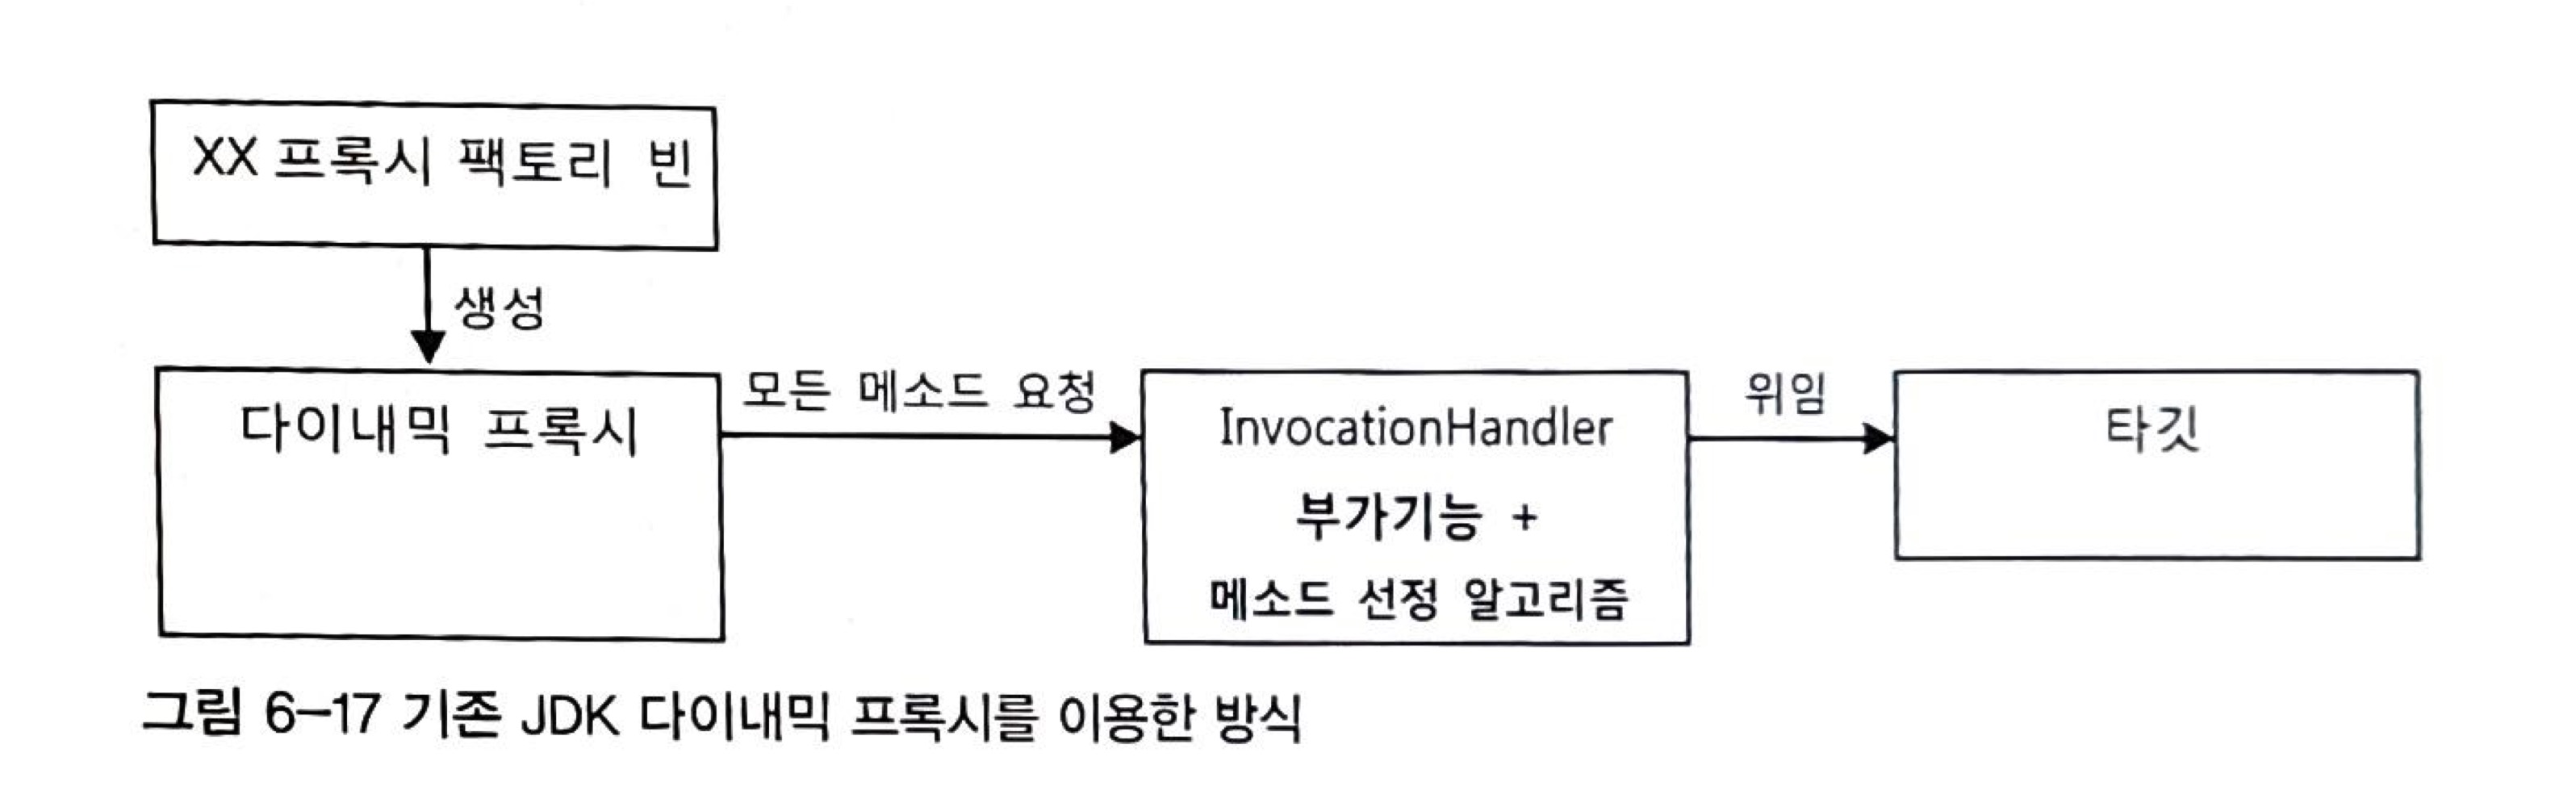 XX 프록시 팩토리 빈
생성
다이내믹 프록시
모든 메소드 요청
InvocationHandler
부가기능 +
메소드 선정 알고리즘
위임
타깃
그림 6-17 기존 JDK 다이내믹 프록시를 이용한 방식